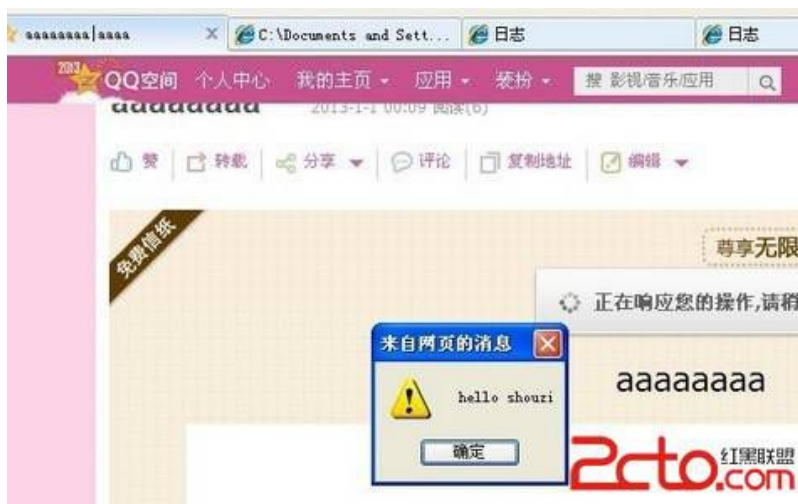 aaaaaaaa|aaaa
C:\Documents and Sett...
日志
日志
2013
QQ空间 个人中心 我的主页 应用 装扮 搜 影视/音乐/应用
aaaaaaaa 2013-1-1 00:09 阅读(6)
赞 转载 分享 评论 复制地址 编辑
免费信纸
尊享无限
正在响应您的操作,请稍
来自网页的消息
hello shouzi
确定
aaaaaaaa
2cto.com
红黑联盟